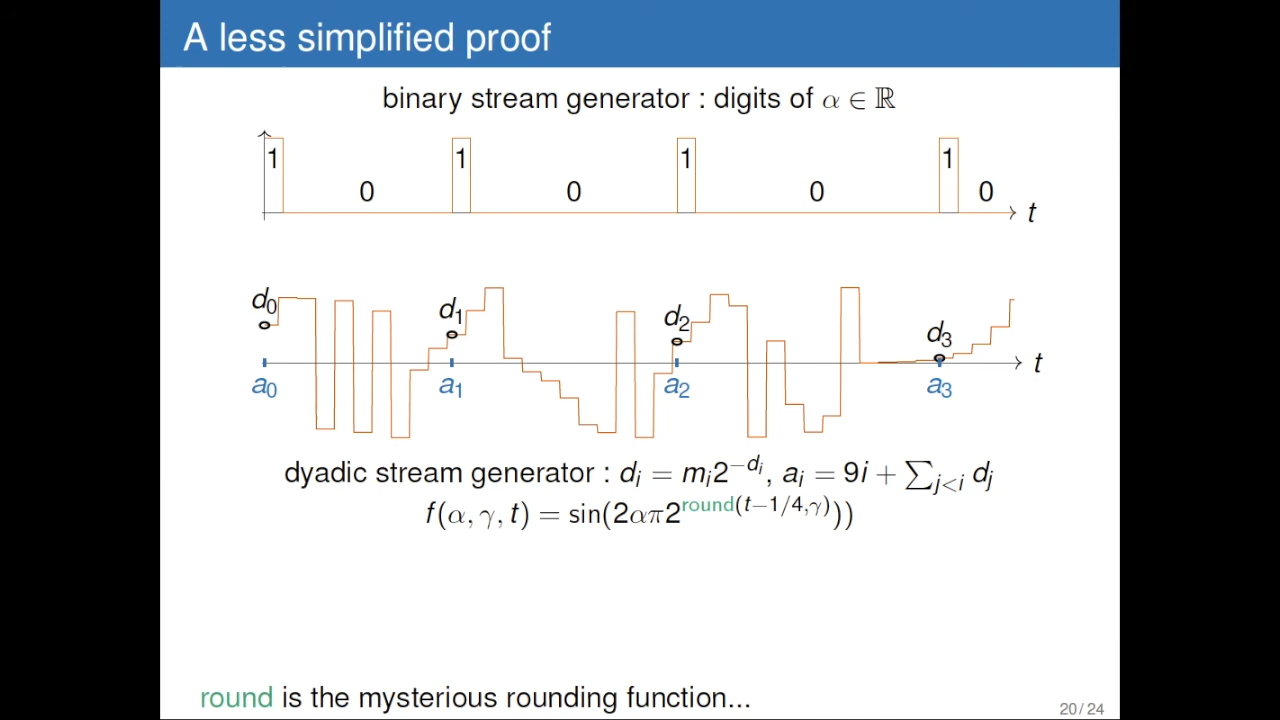 A less simplified proof
binary stream generator : digits of α ∈ ℝ
1 1 1 1
0 0 0 0
t
d₀ d₁ d₂ d₃
t
a₀ a₁ a₂ a₃
dyadic stream generator : dᵢ = mᵢ2^{−dᵢ}, aᵢ = 9i + ∑_{j<i} dⱼ
f(α, γ, t) = sin(2απ2^{round(t−1/4,γ)}))
round is the mysterious rounding function...
20 / 24